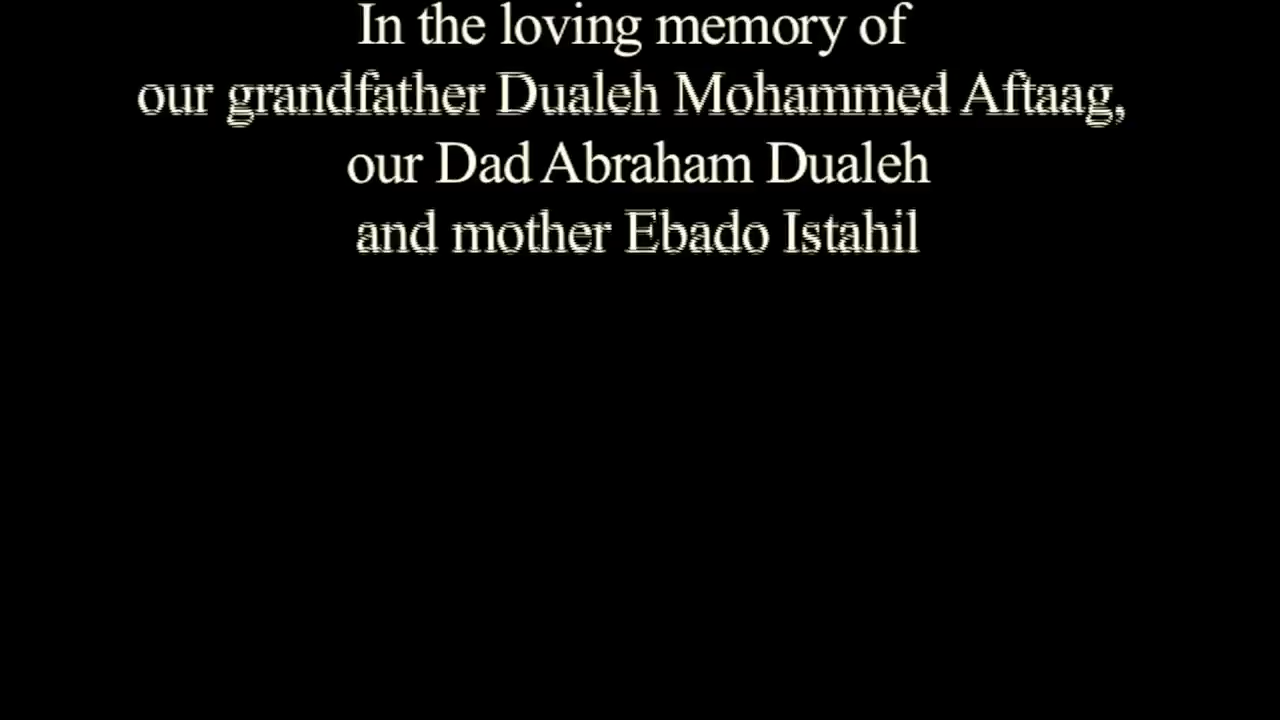 In the loving memory of
our grandfather Dualeh Mohammed Aftaag,
our Dad Abraham Dualeh
and mother Ebado Istahil